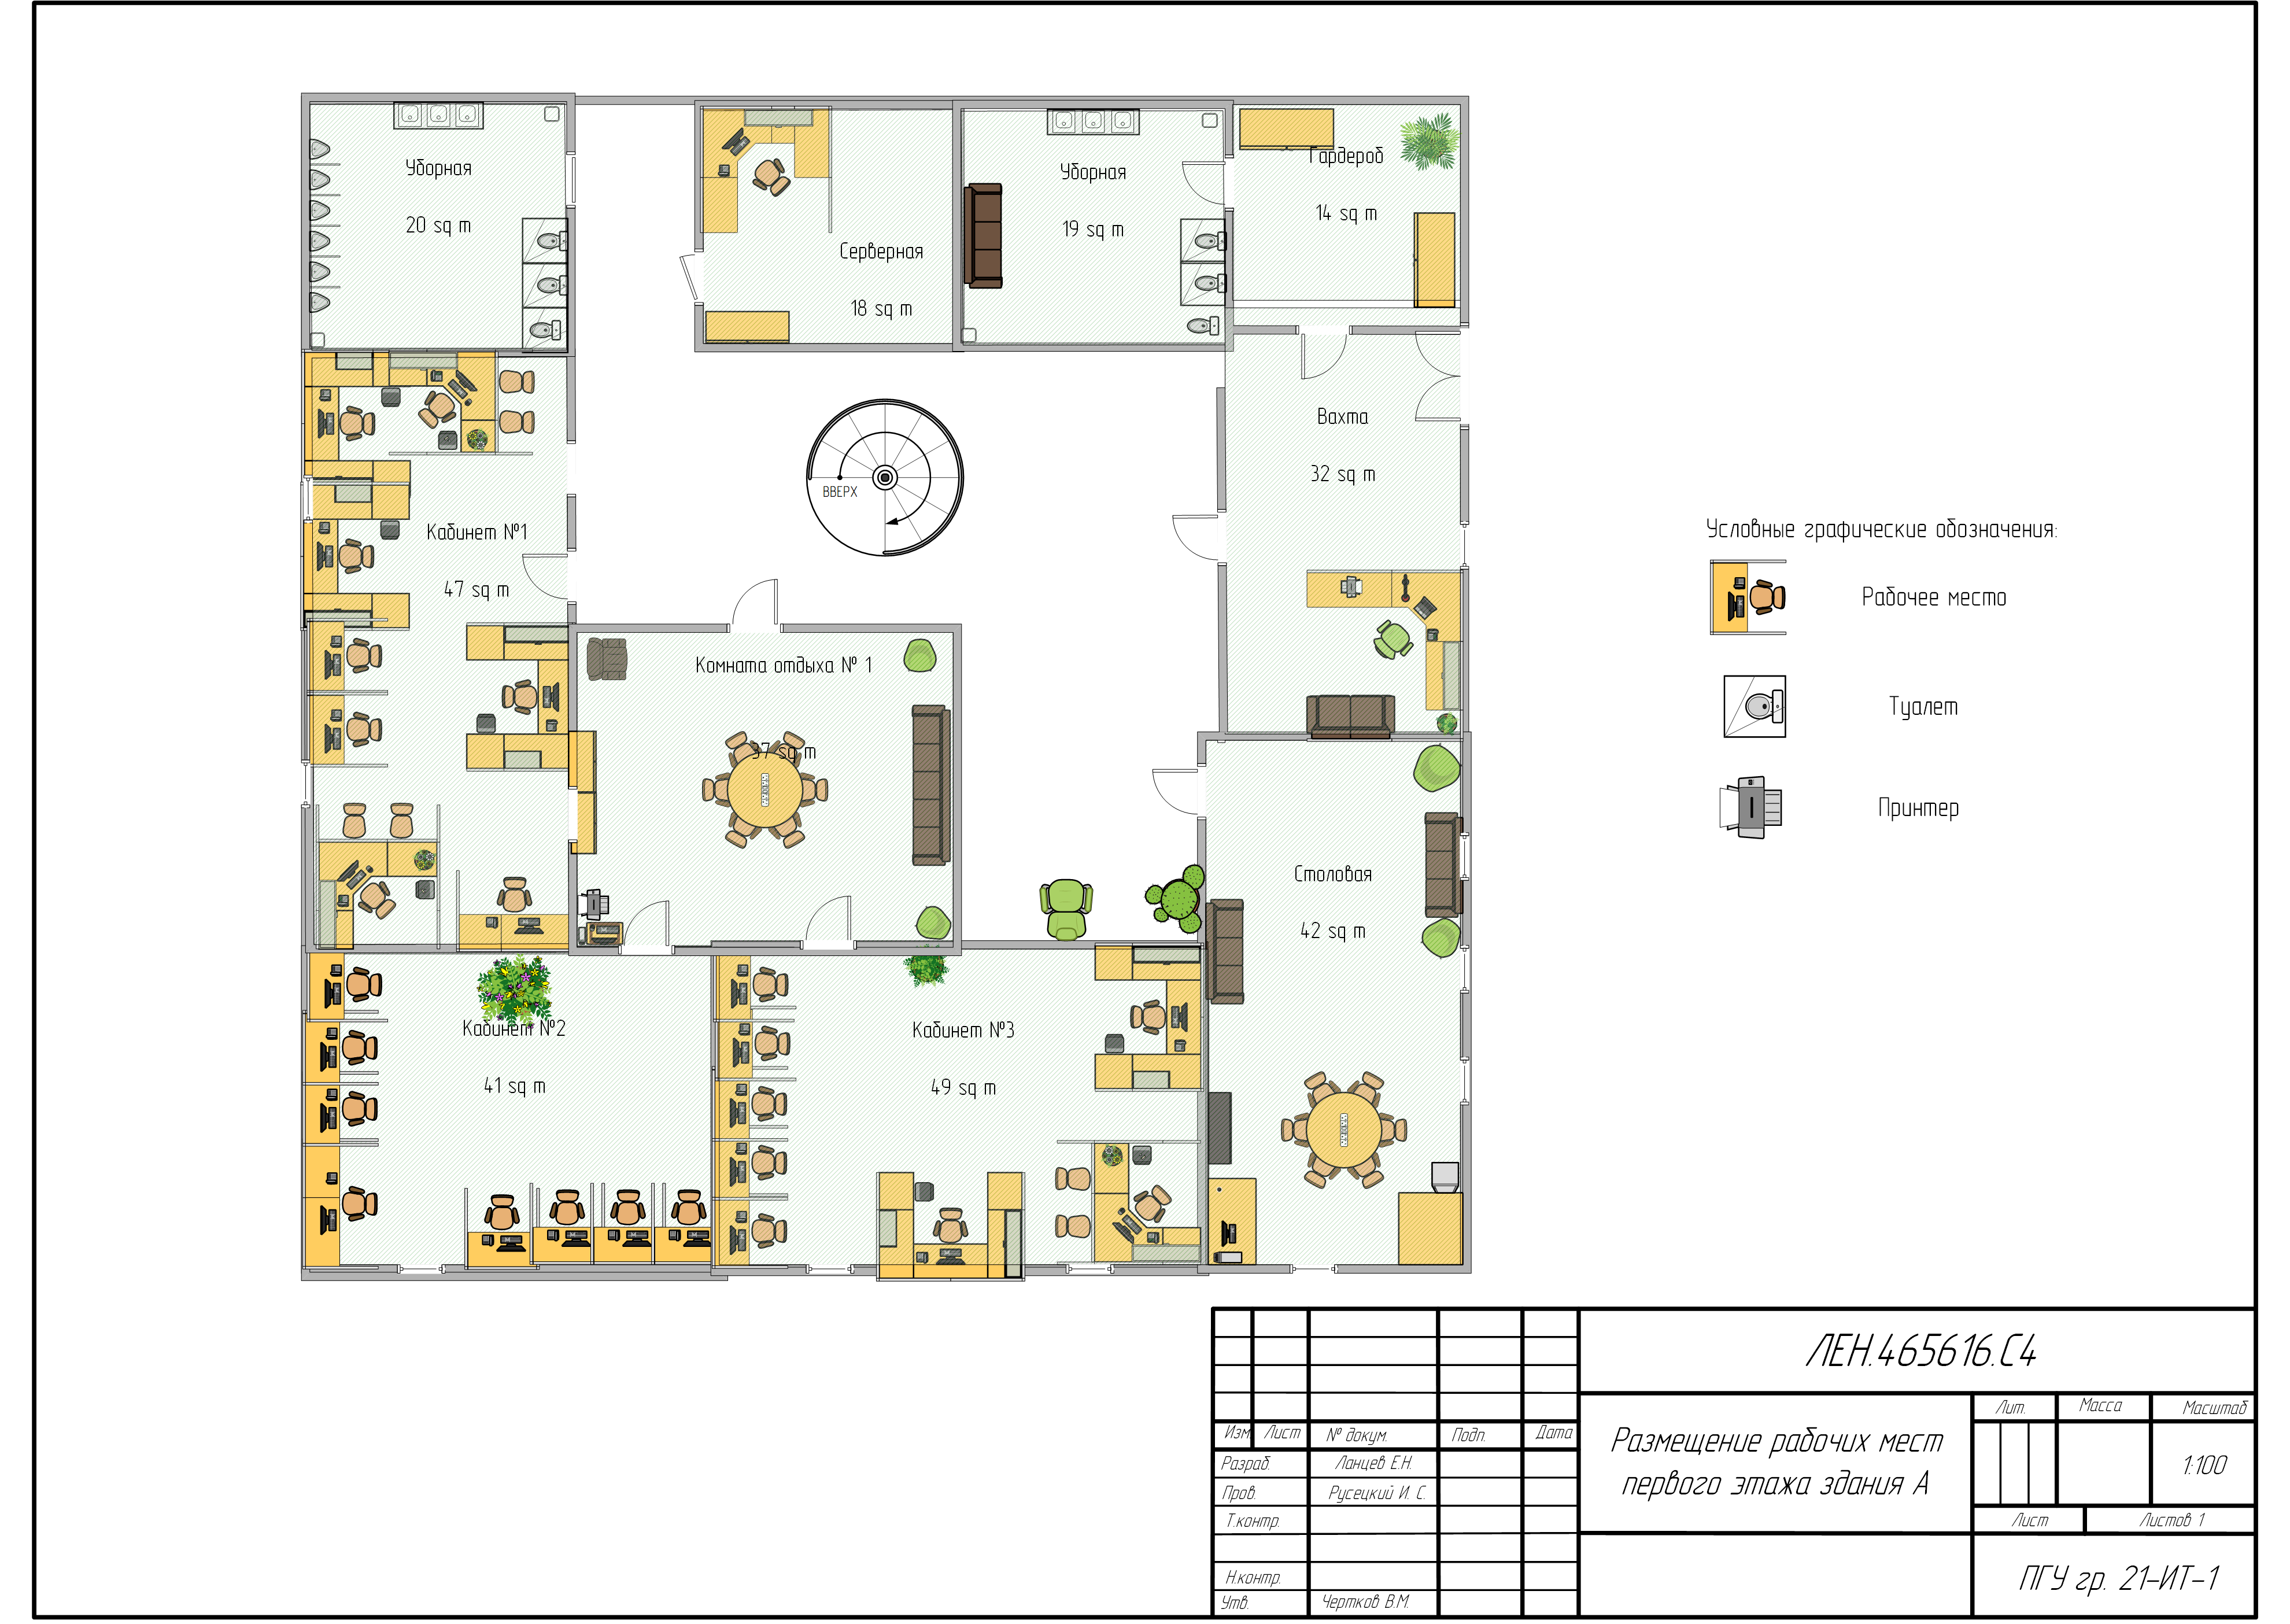 Уборная
20 sq m
Серверная
18 sq m
Уборная
19 sq m
Гардероб
14 sq m
Вахта
32 sq m
ВВЕРХ
Кабинет №1
47 sq m
Комната отдыха № 1
37 sq m
Столовая
42 sq m
Кабинет №2
41 sq m
Кабинет №3
49 sq m
Условные графические обозначения:
Рабочее место
Туалет
Принтер
ЛЕН.465616.С4
Размещение рабочих мест
первого этажа здания А
Лит. Масса Масштаб
1:100
Лист Листов 1
ПГУ гр. 21-ИТ-1
Изм. Лист № докум. Подп. Дата
Разраб. Ланцев Е.Н.
Пров. Русецкий И. С.
Т.контр.
Н.контр.
Утв. Чертков В.М.